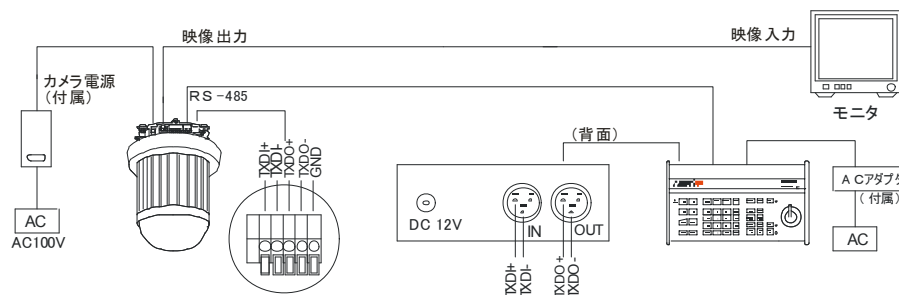 映像出力
映像入力
カメラ電源
(付属)
RS-485
モニタ
TXDI+
TXDI-
TXDO+
TXDO-
GND
(背面)
DC 12V
IN
OUT
TXDI+
TXDI-
TXDO+
TXDO-
ACアダプタ
(付属)
AC
AC100V
AC